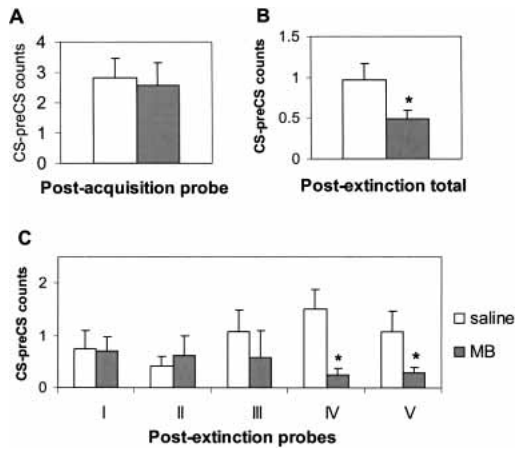 A
CS-preCS counts
4
3
2
1
0
Post-acquisition probe
B
CS-preCS counts
1.5
1
0.5
0
*
Post-extinction total
C
CS-preCS counts
2
1
0
*
*
I II III IV V
Post-extinction probes
saline
MB